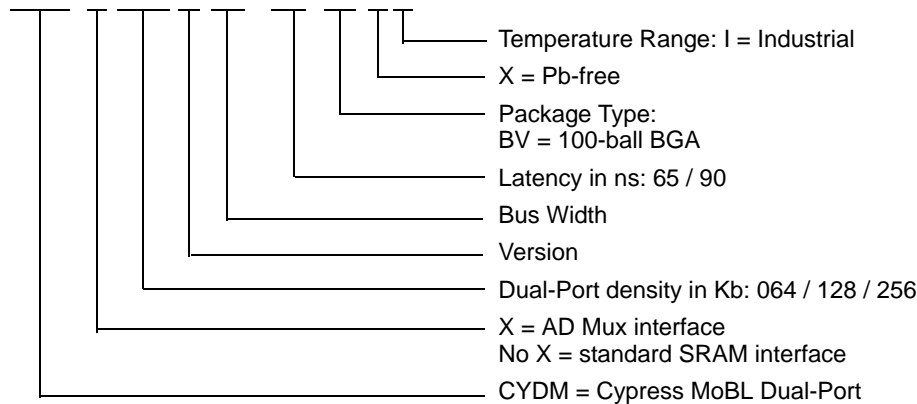 Temperature Range: I = Industrial
X = Pb-free
Package Type:
BV = 100-ball BGA
Latency in ns: 65 / 90
Bus Width
Version
Dual-Port density in Kb: 064 / 128 / 256
X = AD Mux interface
No X = standard SRAM interface
CYDM = Cypress MoBL Dual-Port